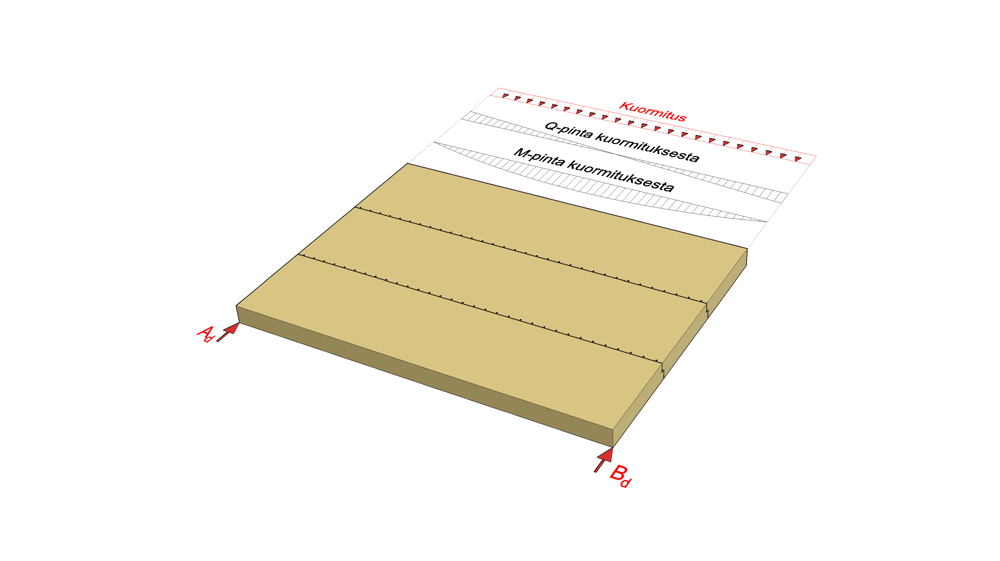 Kuormitus
Q-pinta kuormituksesta
M-pinta kuormituksesta
Ad
Bd